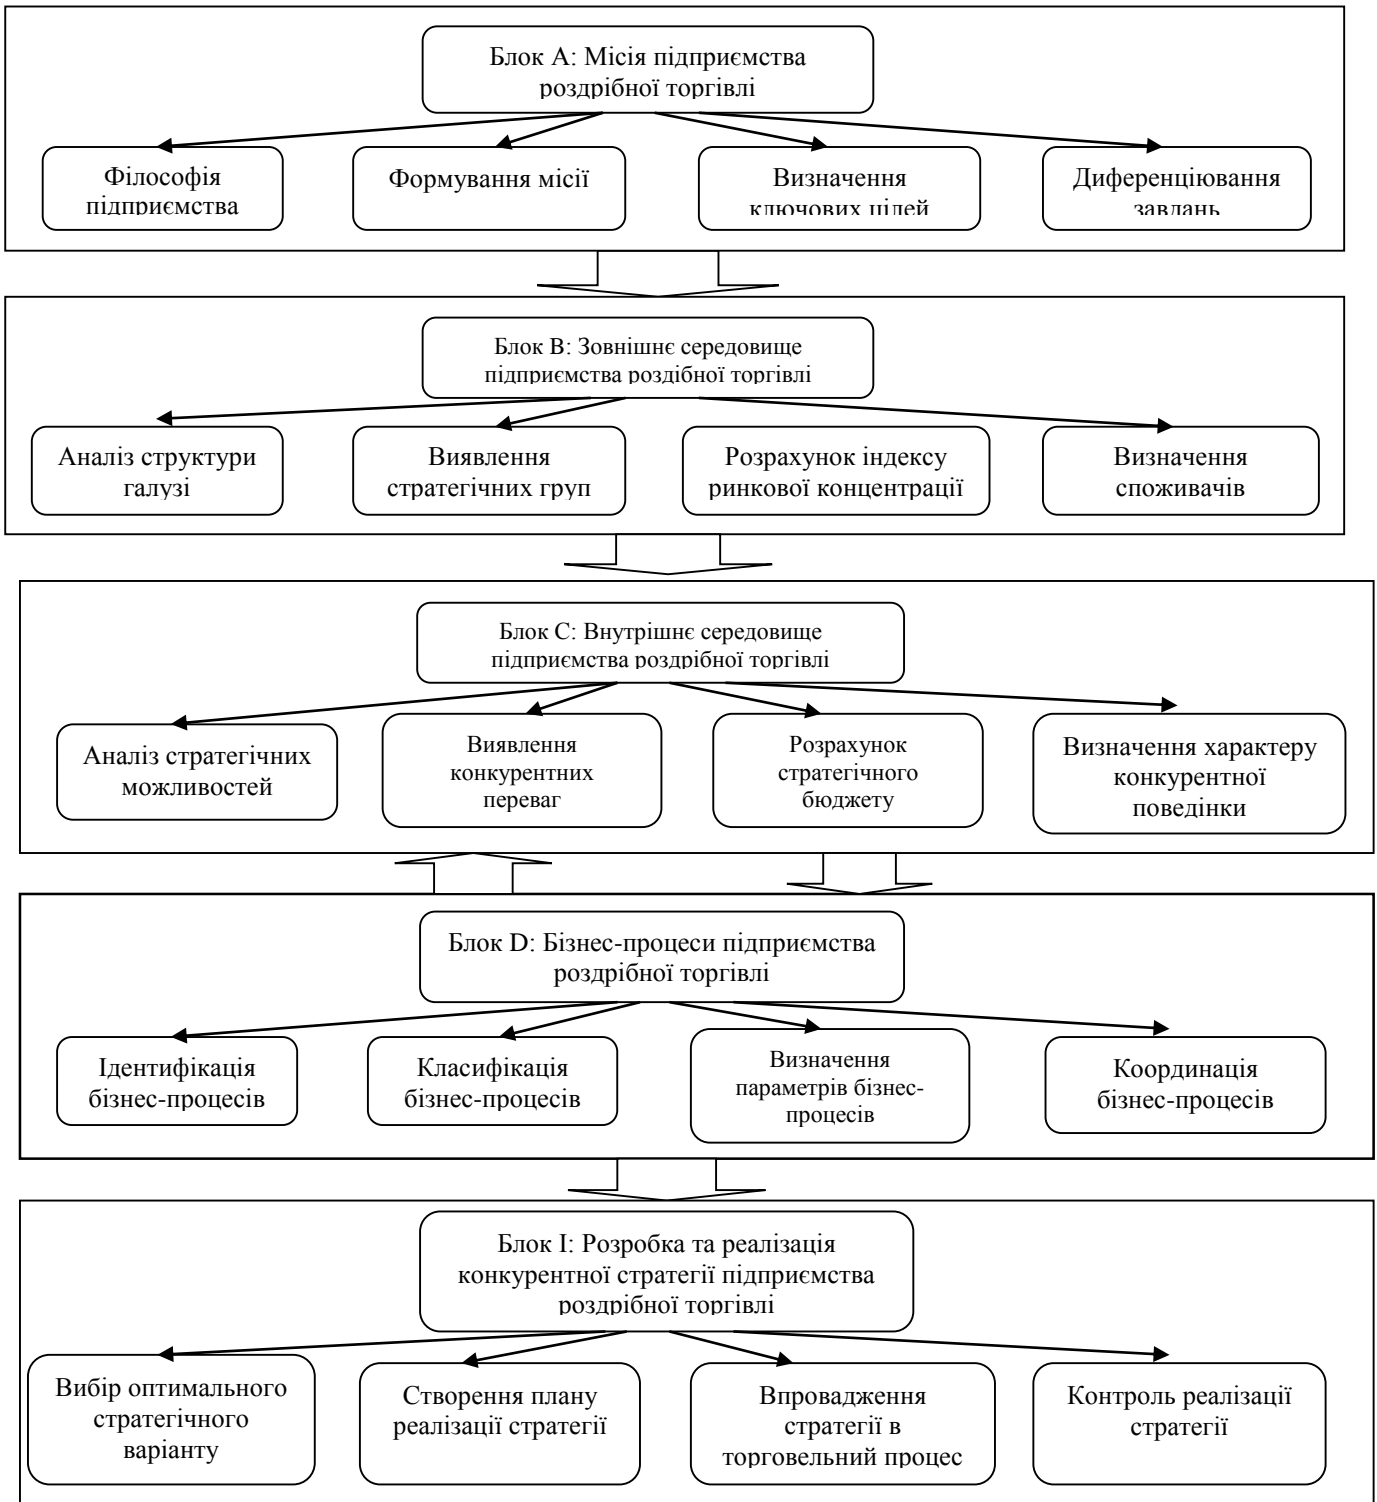 Блок А: Місія підприємства
роздрібної торгівлі
Філософія
підприємства
Формування місії
Визначення
ключових цілей
Диференціювання
завдань
Блок В: Зовнішнє середовище
підприємства роздібної торгівлі
Аналіз структури
галузі
Виявлення
стратегічних груп
Розрахунок індексу
ринкової концентрації
Визначення
споживачів
Блок С: Внутрішнє середовище
підприємства роздрібної торгівлі
Аналіз стратегічних
можливостей
Виявлення
конкурентних
переваг
Розрахунок
стратегічного
бюджету
Визначення характеру
конкурентної
поведінки
Блок D: Бізнес-процеси підприємства
роздрібної торгівлі
Ідентифікація
бізнес-процесів
Класифікація
бізнес-процесів
Визначення
параметрів бізнес-
процесів
Координація
бізнес-процесів
Блок І: Розробка та реалізація
конкурентної стратегії підприємства
роздрібної торгівлі
Вибір оптимального
стратегічного
варіанту
Створення плану
реалізації стратегії
Впровадження
стратегії в
торговельний процес
Контроль реалізації
стратегії